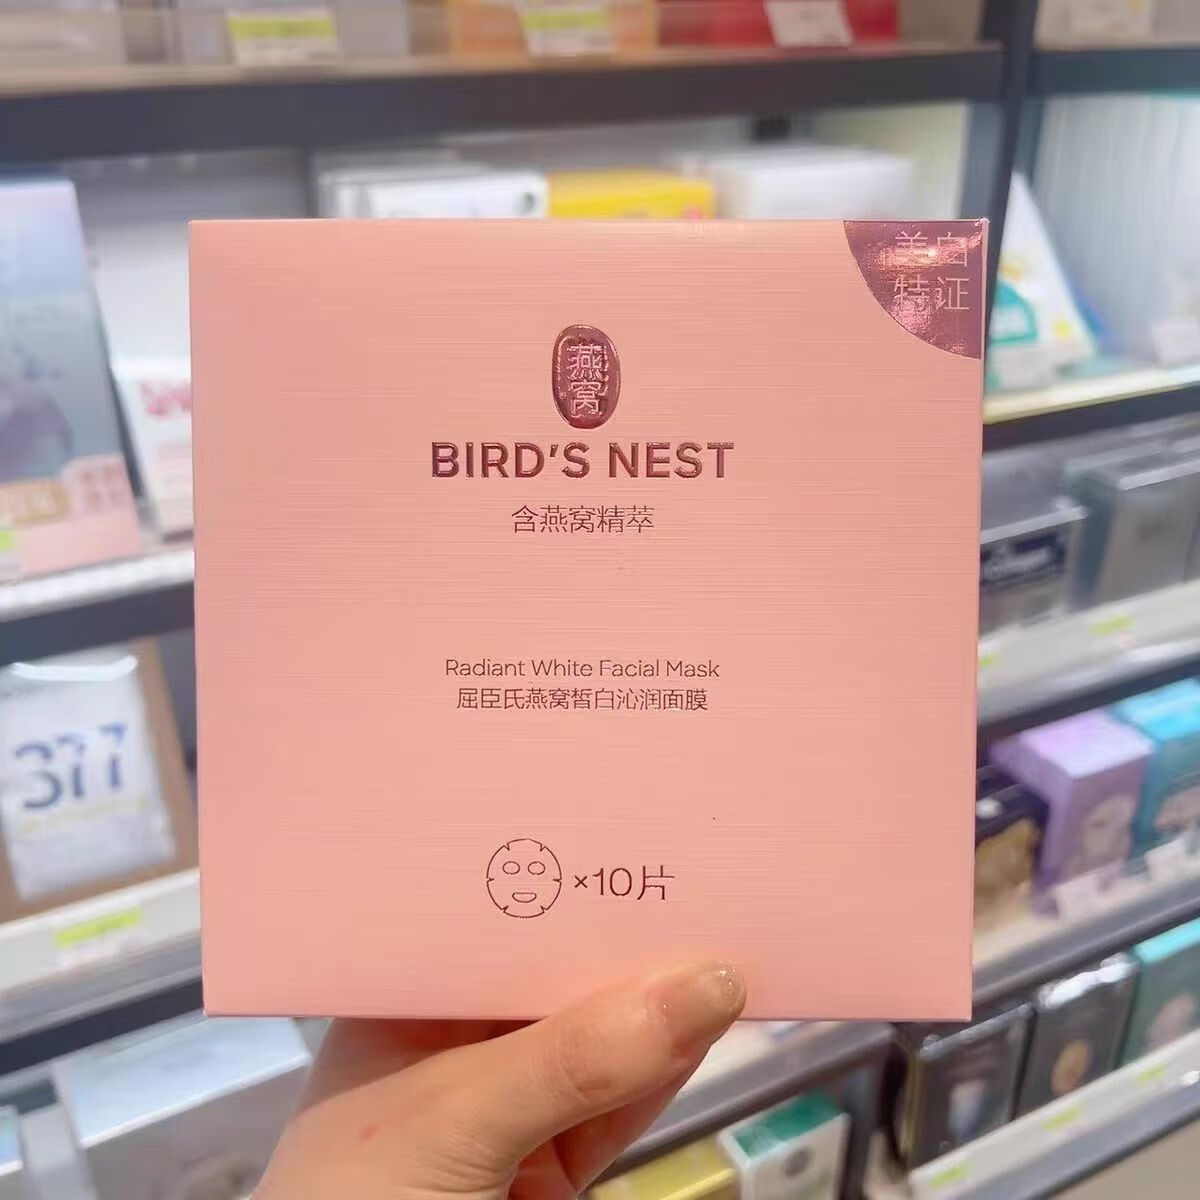 美白
特证
燕窝
BIRD'S NEST
含燕窝精萃
Radiant White Facial Mask
屈臣氏燕窝皙白沁润面膜
×10片
377